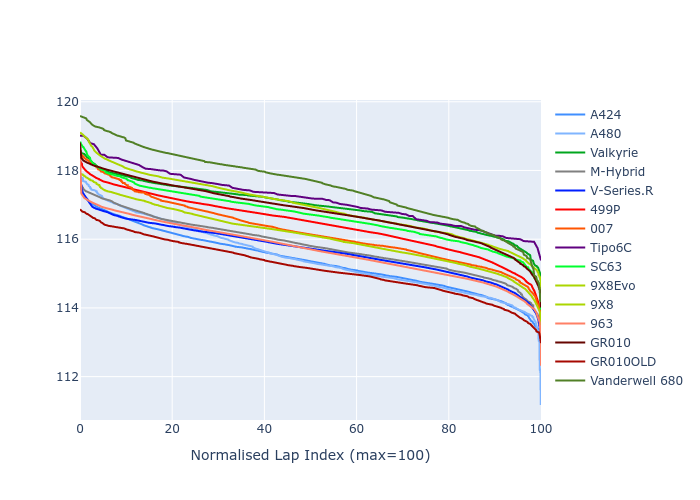 120
118
116
114
112
0 20 40 60 80 100
Normalised Lap Index (max=100)
A424
A480
Valkyrie
M-Hybrid
V-Series.R
499P
007
Tipo6C
SC63
9X8Evo
9X8
963
GR010
GR010OLD
Vanderwell 680